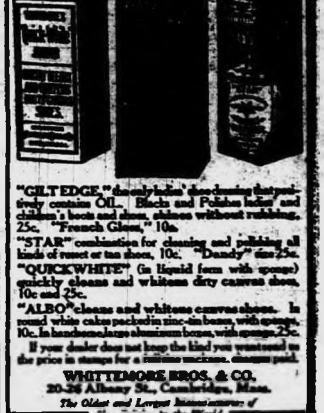 "GILT EDGE," the only ladies' shoe dressing that posi-
tively contains OIL. Blacks and Polishes ladies' and
children's boots and shoes, shines without rubbing,
25c. "French Gloss," 10c.
"STAR" combination for cleaning and polishing all
kinds of russet or tan shoes, 10c. "Dandy" size 25c.
"QUICKWHITE" (in liquid form with sponge)
quickly cleans and whitens dirty canvas shoes,
10c and 25c.
"ALBO" cleans and whitens canvas shoes. In
round white cakes packed in zinc-tin boxes, with sponge,
10c. In handsome, large aluminum boxes, with sponge, 25c.
If your dealer does not keep the kind you want send us
the price in stamps for a full size package, charges paid.
WHITTEMORE BROS. & CO.
20-26 Albany St., Cambridge, Mass.
The Oldest and Largest Manufacturers of